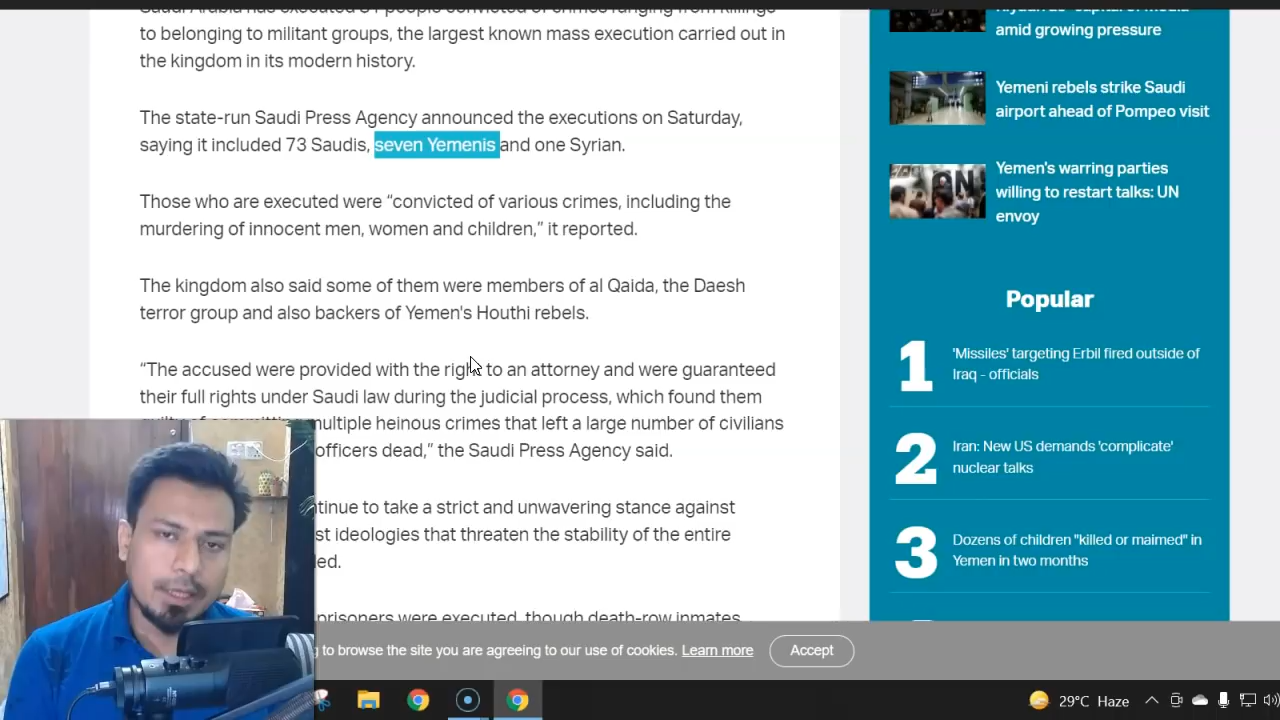 to belonging to militant groups, the largest known mass execution carried out in
the kingdom in its modern history.
The state-run Saudi Press Agency announced the executions on Saturday,
saying it included 73 Saudis, seven Yemenis and one Syrian.
Those who are executed were “convicted of various crimes, including the
murdering of innocent men, women and children,” it reported.
The kingdom also said some of them were members of al Qaida, the Daesh
terror group and also backers of Yemen's Houthi rebels.
“The accused were provided with the right to an attorney and were guaranteed
their full rights under Saudi law during the judicial process, which found them
multiple heinous crimes that left a large number of civilians
officers dead,” the Saudi Press Agency said.
to take a strict and unwavering stance against
ideologies that threaten the stability of the entire
prisoners were executed, though death-row inmates
amid growing pressure
Yemeni rebels strike Saudi
airport ahead of Pompeo visit
Yemen's warring parties
willing to restart talks: UN
envoy
Popular
1
'Missiles' targeting Erbil fired outside of
Iraq - officials
2
Iran: New US demands 'complicate'
nuclear talks
3
Dozens of children "killed or maimed" in
Yemen in two months
to browse the site you are agreeing to our use of cookies. Learn more
Accept
29°C Haze